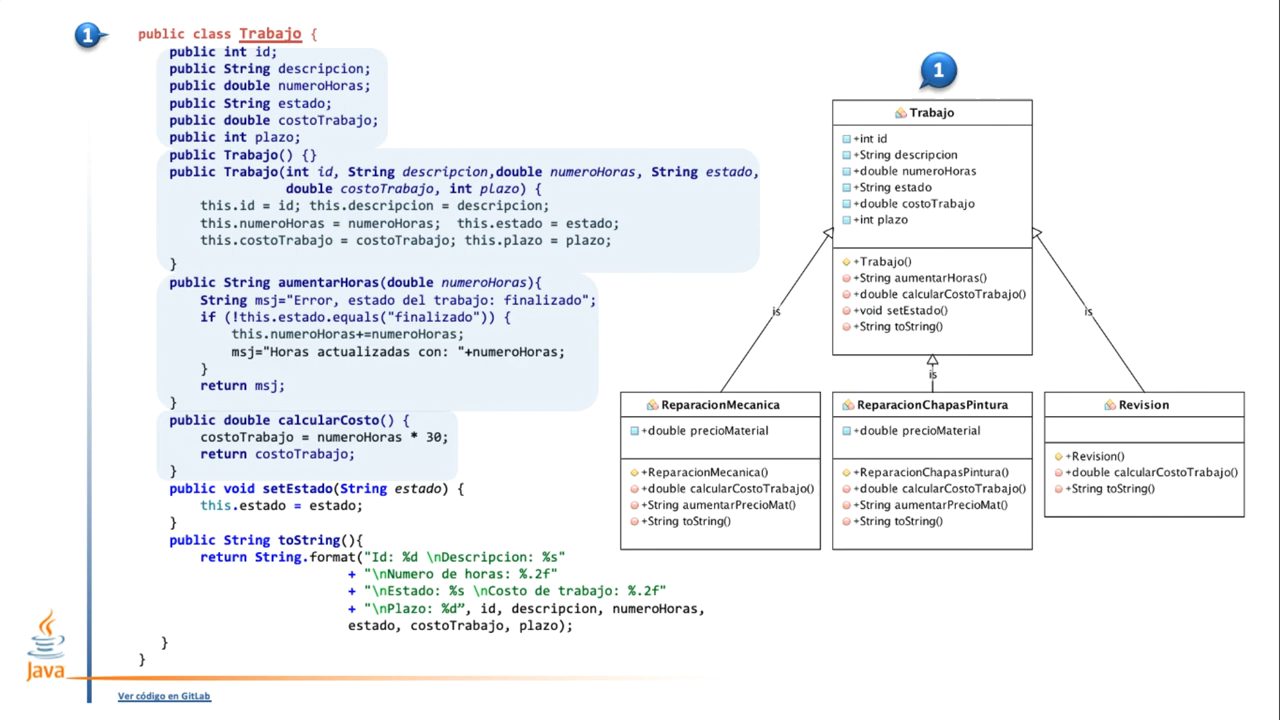 1
public class Trabajo {
public int id;
public String descripcion;
public double numeroHoras;
public String estado;
public double costoTrabajo;
public int plazo;
public Trabajo() {}
public Trabajo(int id, String descripcion,double numeroHoras, String estado,
double costoTrabajo, int plazo) {
this.id = id; this.descripcion = descripcion;
this.numeroHoras = numeroHoras; this.estado = estado;
this.costoTrabajo = costoTrabajo; this.plazo = plazo;
}
public String aumentarHoras(double numeroHoras){
String msj="Error, estado del trabajo: finalizado";
if (!this.estado.equals("finalizado")) {
this.numeroHoras+=numeroHoras;
msj="Horas actualizadas con: "+numeroHoras;
}
return msj;
}
public double calcularCosto() {
costoTrabajo = numeroHoras * 30;
return costoTrabajo;
}
public void setEstado(String estado) {
this.estado = estado;
}
public String toString(){
return String.format("Id: %d \nDescripcion: %s"
+ "\nNumero de horas: %.2f"
+ "\nEstado: %s \nCosto de trabajo: %.2f"
+ "\nPlazo: %d”, id, descripcion, numeroHoras,
estado, costoTrabajo, plazo);
}
}
Java
Ver código en GitLab
1
Trabajo
+int id
+String descripcion
+double numeroHoras
+String estado
+double costoTrabajo
+int plazo
+Trabajo()
+String aumentarHoras()
+double calcularCostoTrabajo()
+void setEstado()
+String toString()
is
is
is
ReparacionMecanica
+double precioMaterial
+ReparacionMecanica()
+double calcularCostoTrabajo()
+String aumentarPrecioMat()
+String toString()
ReparacionChapasPintura
+double precioMaterial
+ReparacionChapasPintura()
+double calcularCostoTrabajo()
+String aumentarPrecioMat()
+String toString()
Revision
+Revision()
+double calcularCostoTrabajo()
+String toString()